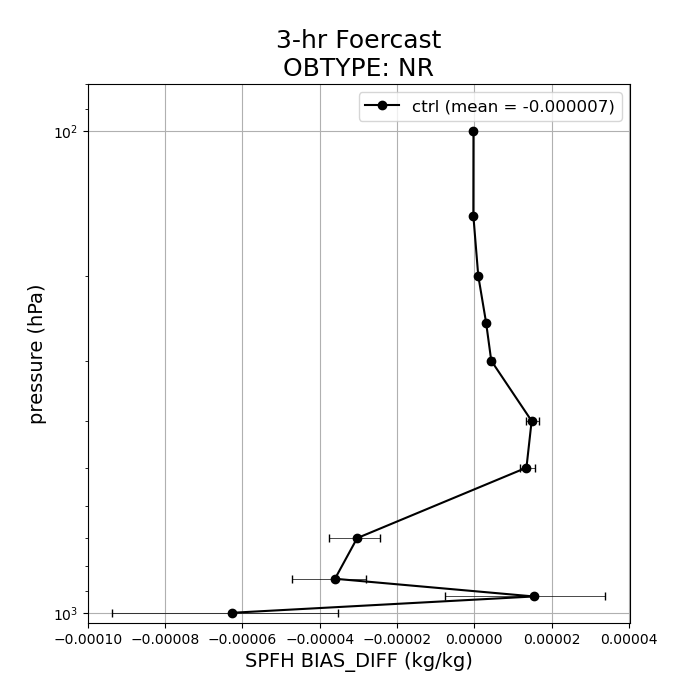 3-hr Foercast
OBTYPE: NR
ctrl (mean = -0.000007)
10²
10³
pressure (hPa)
−0.00010 −0.00008 −0.00006 −0.00004 −0.00002 0.00000 0.00002 0.00004
SPFH BIAS_DIFF (kg/kg)